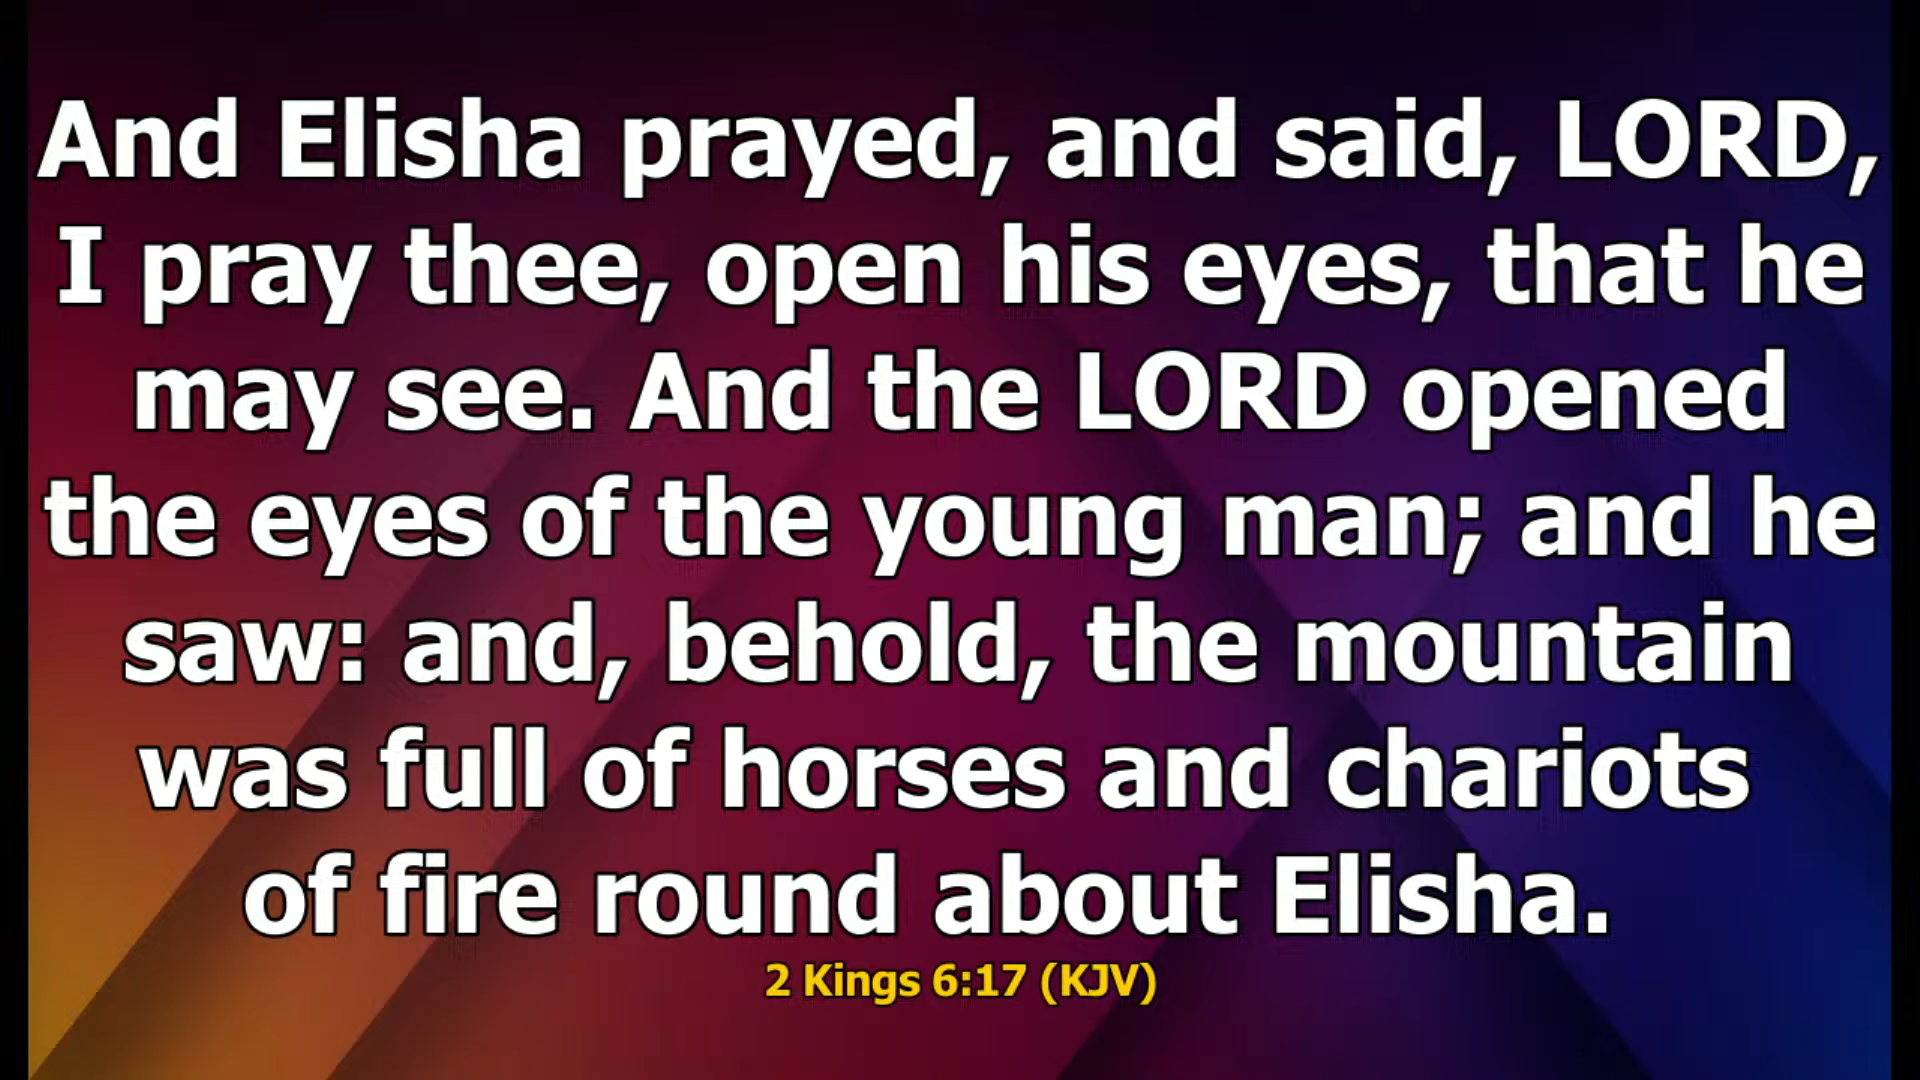 And Elisha prayed, and said, LORD,
I pray thee, open his eyes, that he
may see. And the LORD opened
the eyes of the young man; and he
saw: and, behold, the mountain
was full of horses and chariots
of fire round about Elisha.
2 Kings 6:17 (KJV)